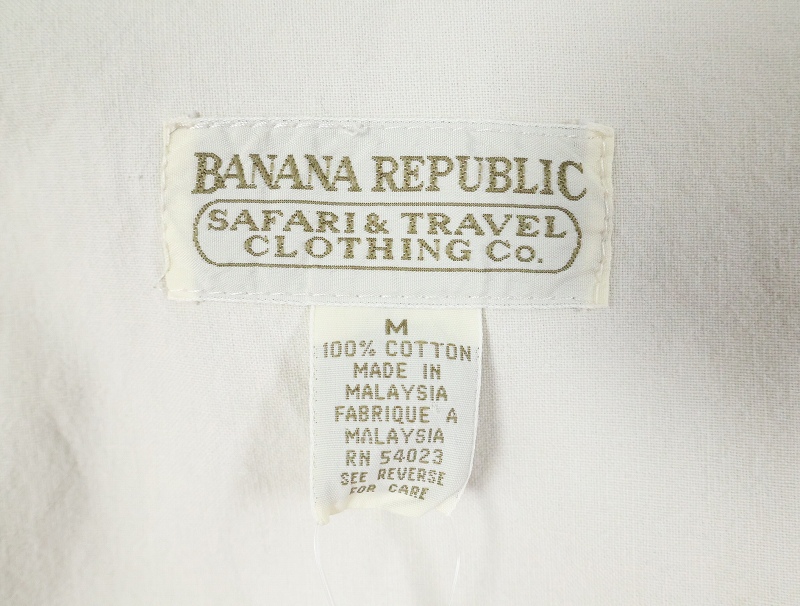 BANANA REPUBLIC
SAFARI & TRAVEL
CLOTHING Co.
M
100% COTTON
MADE IN
MALAYSIA
FABRIQUE A
MALAYSIA
RN 54023
SEE REVERSE
FOR CARE